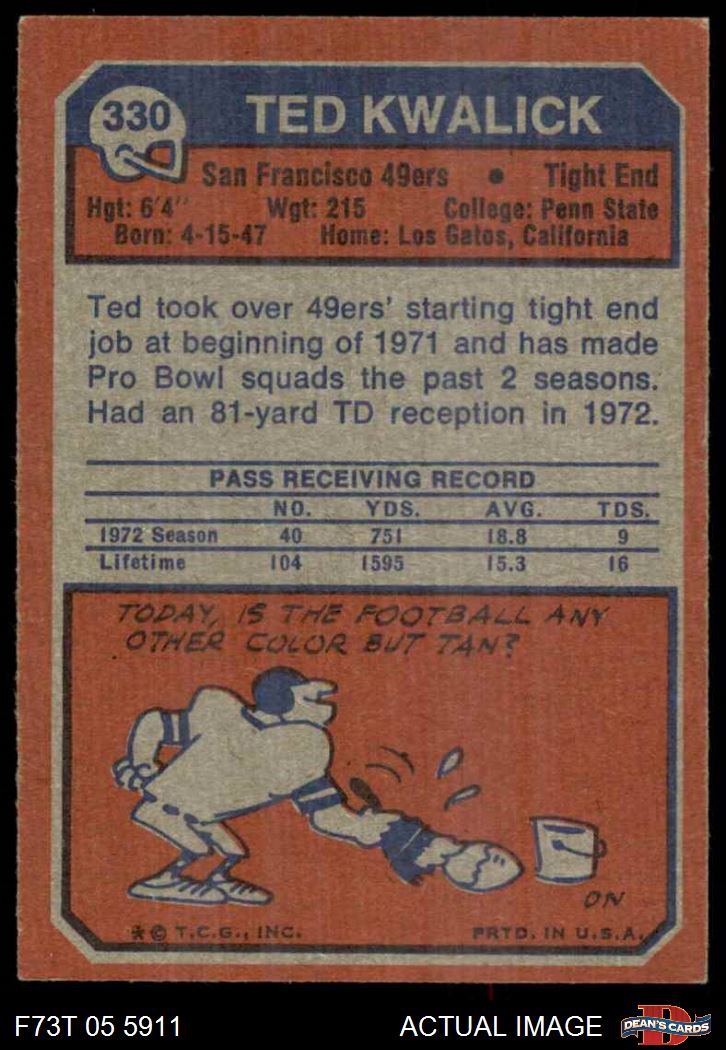 330
TED KWALICK
San Francisco 49ers • Tight End
Hgt: 6'4" Wgt: 215 College: Penn State
Born: 4-15-47 Home: Los Gatos, California
Ted took over 49ers' starting tight end
job at beginning of 1971 and has made
Pro Bowl squads the past 2 seasons.
Had an 81-yard TD reception in 1972.
PASS RECEIVING RECORD
NO. YDS. AVG. TDS.
1972 Season 40 751 18.8 9
Lifetime 104 1595 15.3 16
TODAY, IS THE FOOTBALL ANY
OTHER COLOR BUT TAN?
ON
* © T.C.G., INC. PRTD. IN U.S.A.
F73T 05 5911 ACTUAL IMAGE
D
DEAN'S CARDS